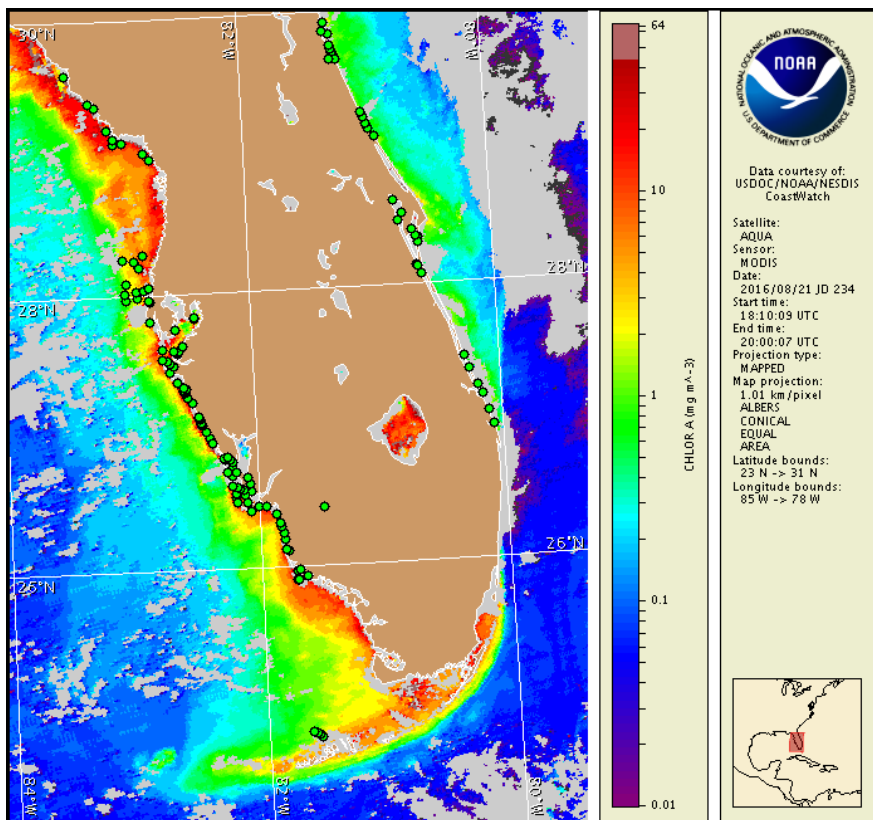 30°N
82°W
80°W
28°N
28°N
26°N
26°N
84°W
82°W
80°W
64
10
1
0.1
0.01
CHLOR A (mg m^-3)
NATIONAL OCEANIC AND ATMOSPHERIC ADMINISTRATION
NOAA
U.S. DEPARTMENT OF COMMERCE
Data courtesy of:
USDOC/NOAA/NESDIS
CoastWatch
Satellite:
AQUA
Sensor:
MODIS
Date:
2016/08/21 JD 234
Start time:
18:10:09 UTC
End time:
20:00:07 UTC
Projection type:
MAPPED
Map projection:
1.01 km/pixel
ALBERS
CONICAL
EQUAL
AREA
Latitude bounds:
23 N -> 31 N
Longitude bounds:
85 W -> 78 W